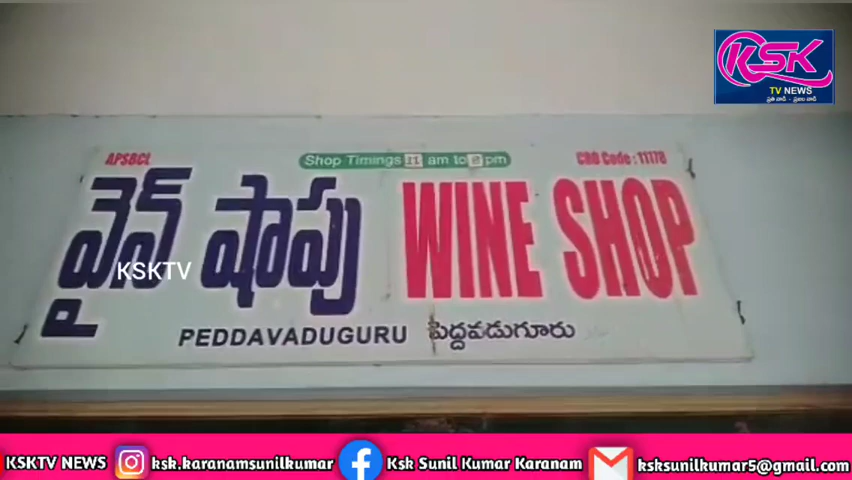 KSK
TV NEWS
APSBCL
Shop Timings 11 am to 8 pm
CRO Code : 11178
వైన్ షాపు WINE SHOP
KSKTV
PEDDAVADUGURU పెద్దవడుగూరు
KSKTV NEWS ksk.karanamsunilkumar Ksk Sunil Kumar Karanam ksksunilkumar5@gmail.com